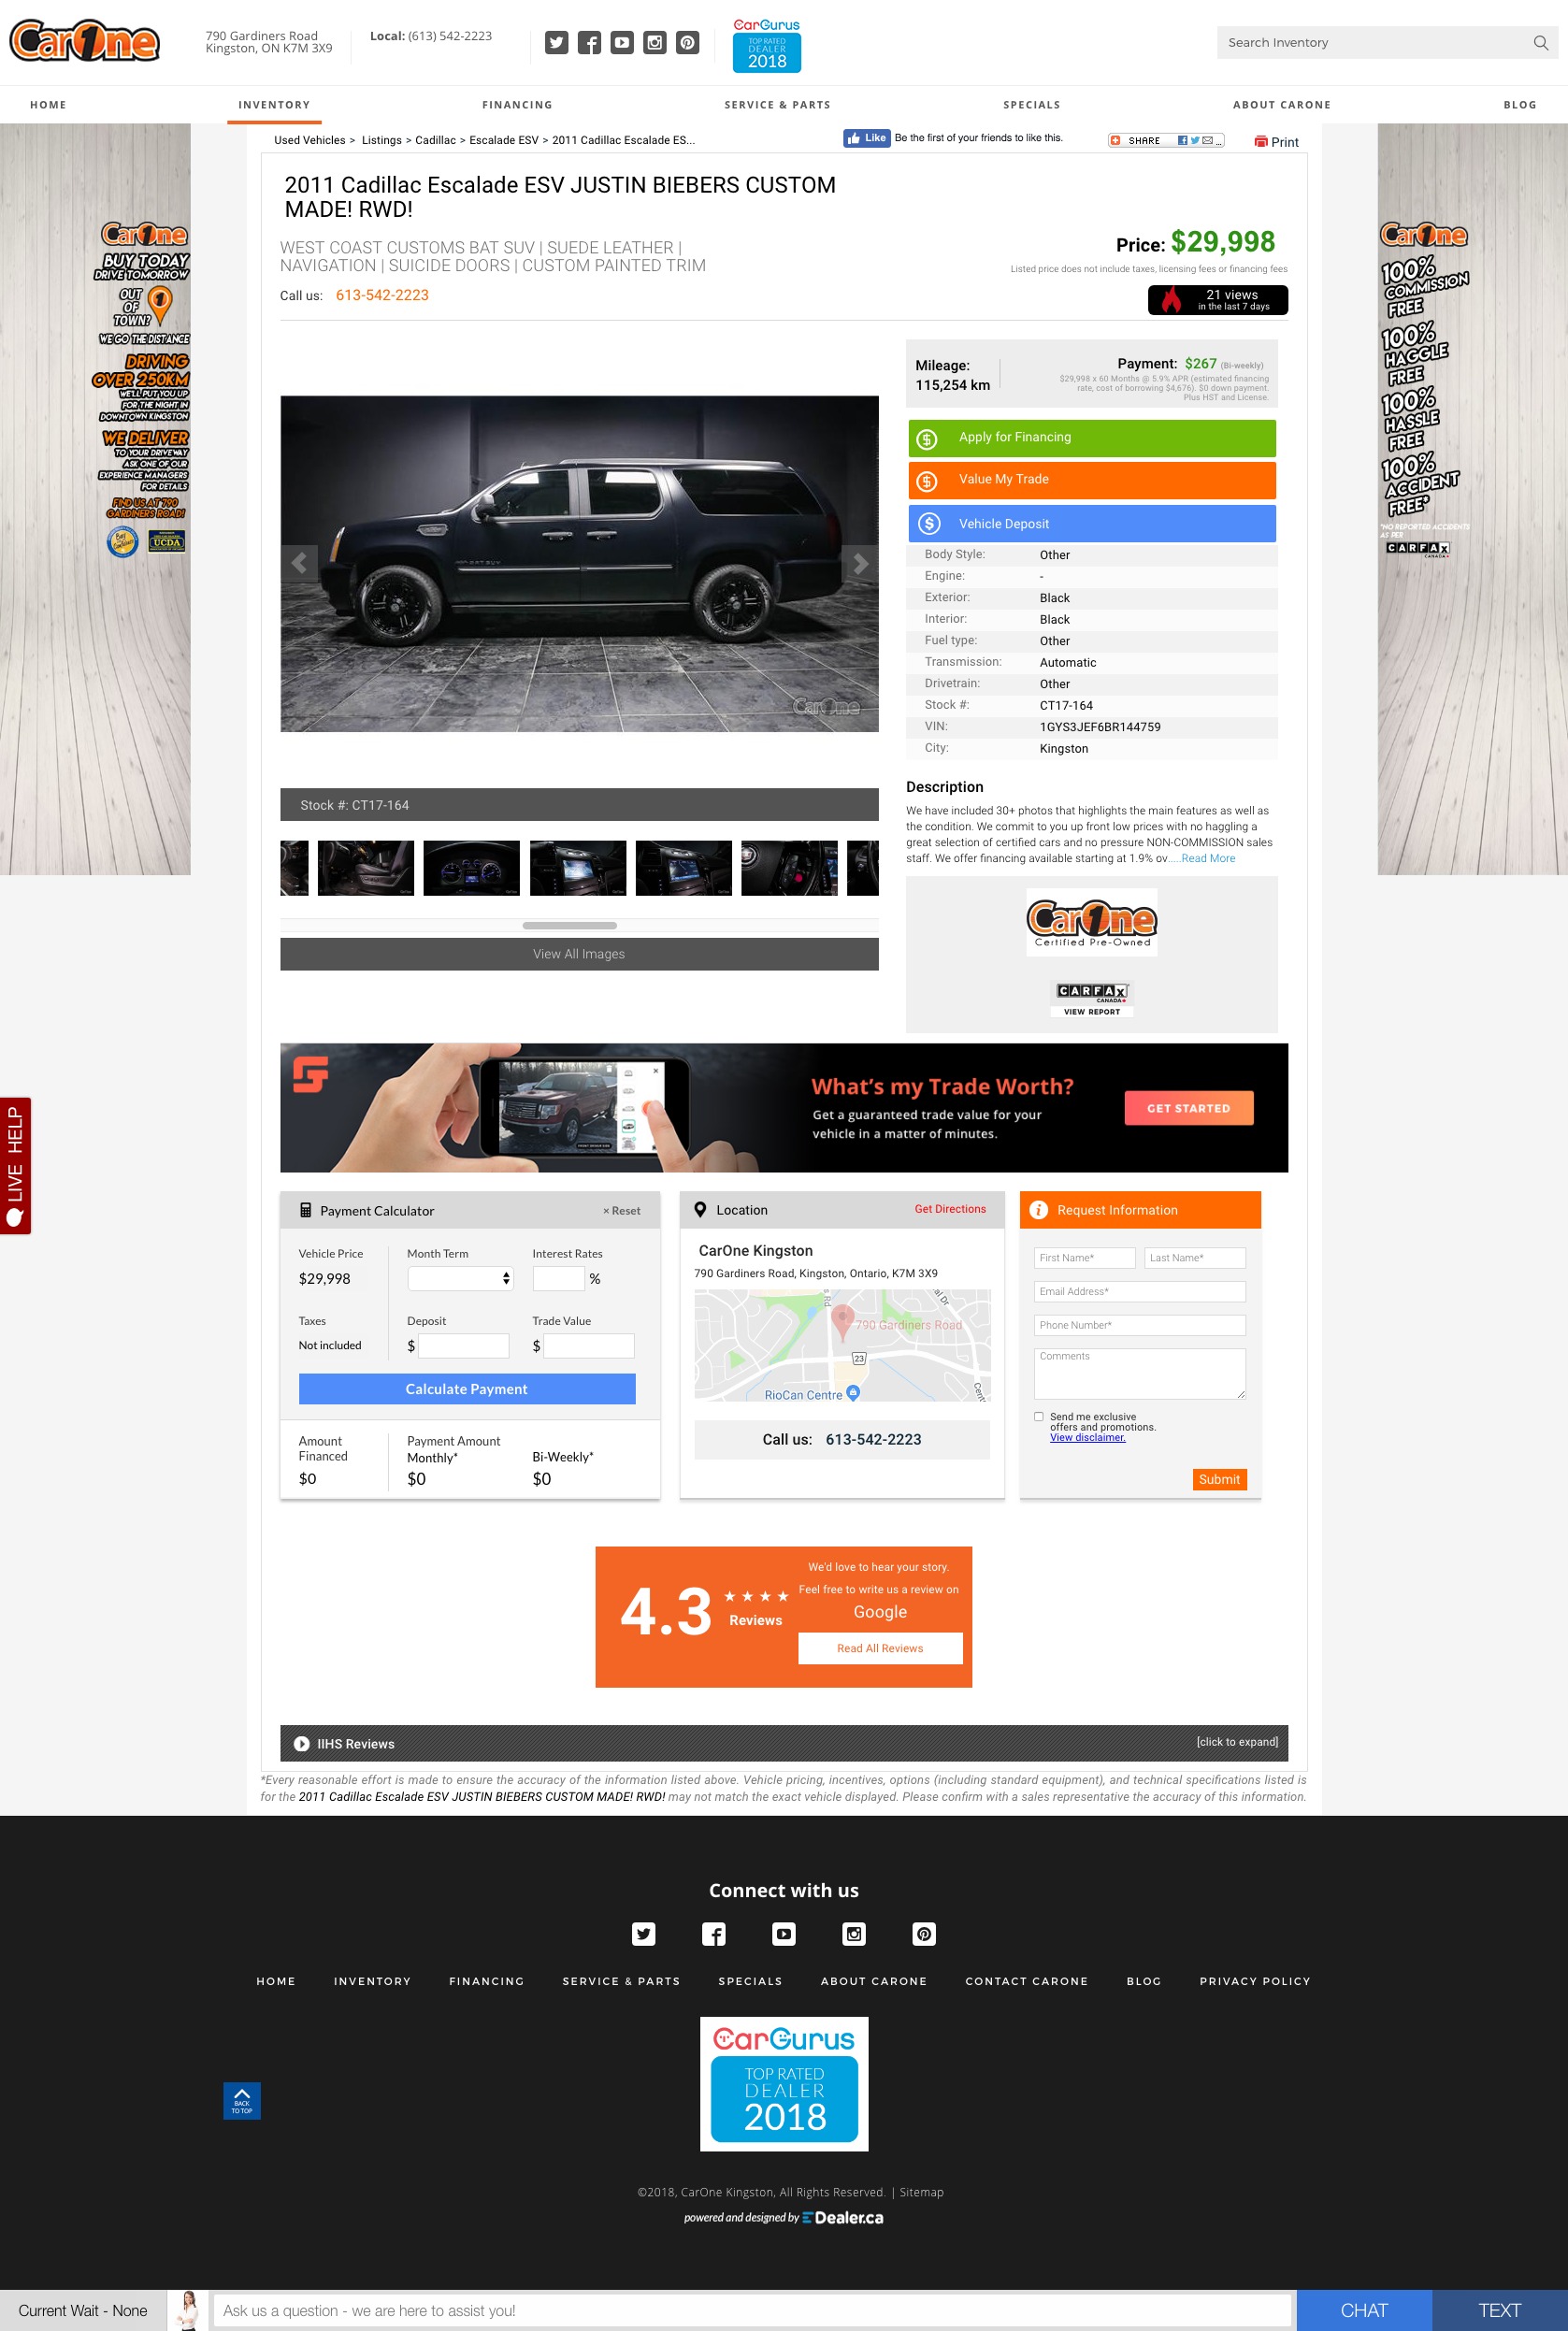 CarOne
790 Gardiners Road
Kingston, ON K7M 3X9
Local: (613) 542-2223
CarGurus
TOP RATED
DEALER
2018
Search Inventory
HOME
INVENTORY
FINANCING
SERVICE & PARTS
SPECIALS
ABOUT CARONE
BLOG
Used Vehicles > Listings > Cadillac > Escalade ESV > 2011 Cadillac Escalade ES...
Like
Be the first of your friends to like this.
SHARE
Print
CarOne
BUY TODAY
DRIVE TOMORROW
OUT
OF
TOWN?
WE GO THE DISTANCE
DRIVING
OVER 250KM
WE'LL PUT YOU UP
FOR THE NIGHT IN
DOWNTOWN KINGSTON
WE DELIVER
TO YOUR DRIVEWAY
ASK ONE OF OUR
EXPERIENCE MANAGERS
FOR DETAILS
FIND US AT 790
GARDINERS ROAD!
UCDA
2011 Cadillac Escalade ESV JUSTIN BIEBERS CUSTOM
MADE! RWD!
WEST COAST CUSTOMS BAT SUV | SUEDE LEATHER |
NAVIGATION | SUICIDE DOORS | CUSTOM PAINTED TRIM
Call us: 613-542-2223
Price: $29,998
Listed price does not include taxes, licensing fees or financing fees
21 views
in the last 7 days
CarOne
100%
COMMISSION
FREE
100%
HAGGLE
FREE
100%
HASSLE
FREE
100%
ACCIDENT
FREE*
*NO REPORTED ACCIDENTS
AS PER
CARFAX
CANADA
CarOne
Stock #: CT17-164
View All Images
Mileage:
115,254 km
Payment: $267 (Bi-weekly)
$29,998 x 60 Months @ 5.9% APR (estimated financing
rate, cost of borrowing $4,676). $0 down payment.
Plus HST and License.
Apply for Financing
Value My Trade
Vehicle Deposit
Body Style: Other
Engine: -
Exterior: Black
Interior: Black
Fuel type: Other
Transmission: Automatic
Drivetrain: Other
Stock #: CT17-164
VIN: 1GYS3JEF6BR144759
City: Kingston
Description
We have included 30+ photos that highlights the main features as well as
the condition. We commit to you up front low prices with no haggling a
great selection of certified cars and no pressure NON-COMMISSION sales
staff. We offer financing available starting at 1.9% ov.....Read More
CarOne
Certified Pre-Owned
CARFAX
CANADA
VIEW REPORT
What's my Trade Worth?
Get a guaranteed trade value for your
vehicle in a matter of minutes.
GET STARTED
LIVE HELP
Payment Calculator
× Reset
Vehicle Price
Month Term
Interest Rates
$29,998
%
Taxes
Deposit
Trade Value
Not included
$
$
Calculate Payment
Amount
Financed
$0
Payment Amount
Monthly*
$0
Bi-Weekly*
$0
Location
Get Directions
CarOne Kingston
790 Gardiners Road, Kingston, Ontario, K7M 3X9
790 Gardiners Road
23
RioCan Centre
Call us: 613-542-2223
Request Information
First Name*
Last Name*
Email Address*
Phone Number*
Comments
Send me exclusive
offers and promotions.
View disclaimer.
Submit
4.3
Reviews
We'd love to hear your story.
Feel free to write us a review on
Google
Read All Reviews
IIHS Reviews
[click to expand]
*Every reasonable effort is made to ensure the accuracy of the information listed above. Vehicle pricing, incentives, options (including standard equipment), and technical specifications listed is
for the 2011 Cadillac Escalade ESV JUSTIN BIEBERS CUSTOM MADE! RWD! may not match the exact vehicle displayed. Please confirm with a sales representative the accuracy of this information.
Connect with us
HOME
INVENTORY
FINANCING
SERVICE & PARTS
SPECIALS
ABOUT CARONE
CONTACT CARONE
BLOG
PRIVACY POLICY
CarGurus
TOP RATED
DEALER
2018
BACK
TO TOP
©2018, CarOne Kingston, All Rights Reserved. | Sitemap
powered and designed by EDealer.ca
Current Wait - None
Ask us a question - we are here to assist you!
CHAT
TEXT